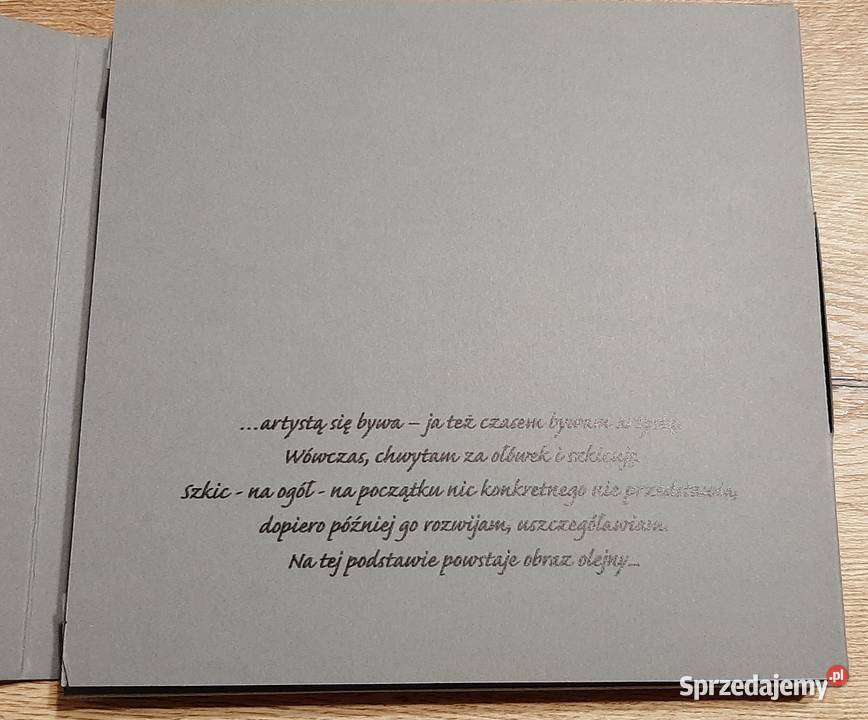 ...artystą się bywa – ja też czasem bywam artystą.
Wówczas, chwytam za ołówek i szkicuję.
Szkic - na ogół - na początku nic konkretnego nie przedstawia,
dopiero później go rozwijam, uszczegóławiam.
Na tej podstawie powstaje obraz olejny...
Sprzedajemy.pl